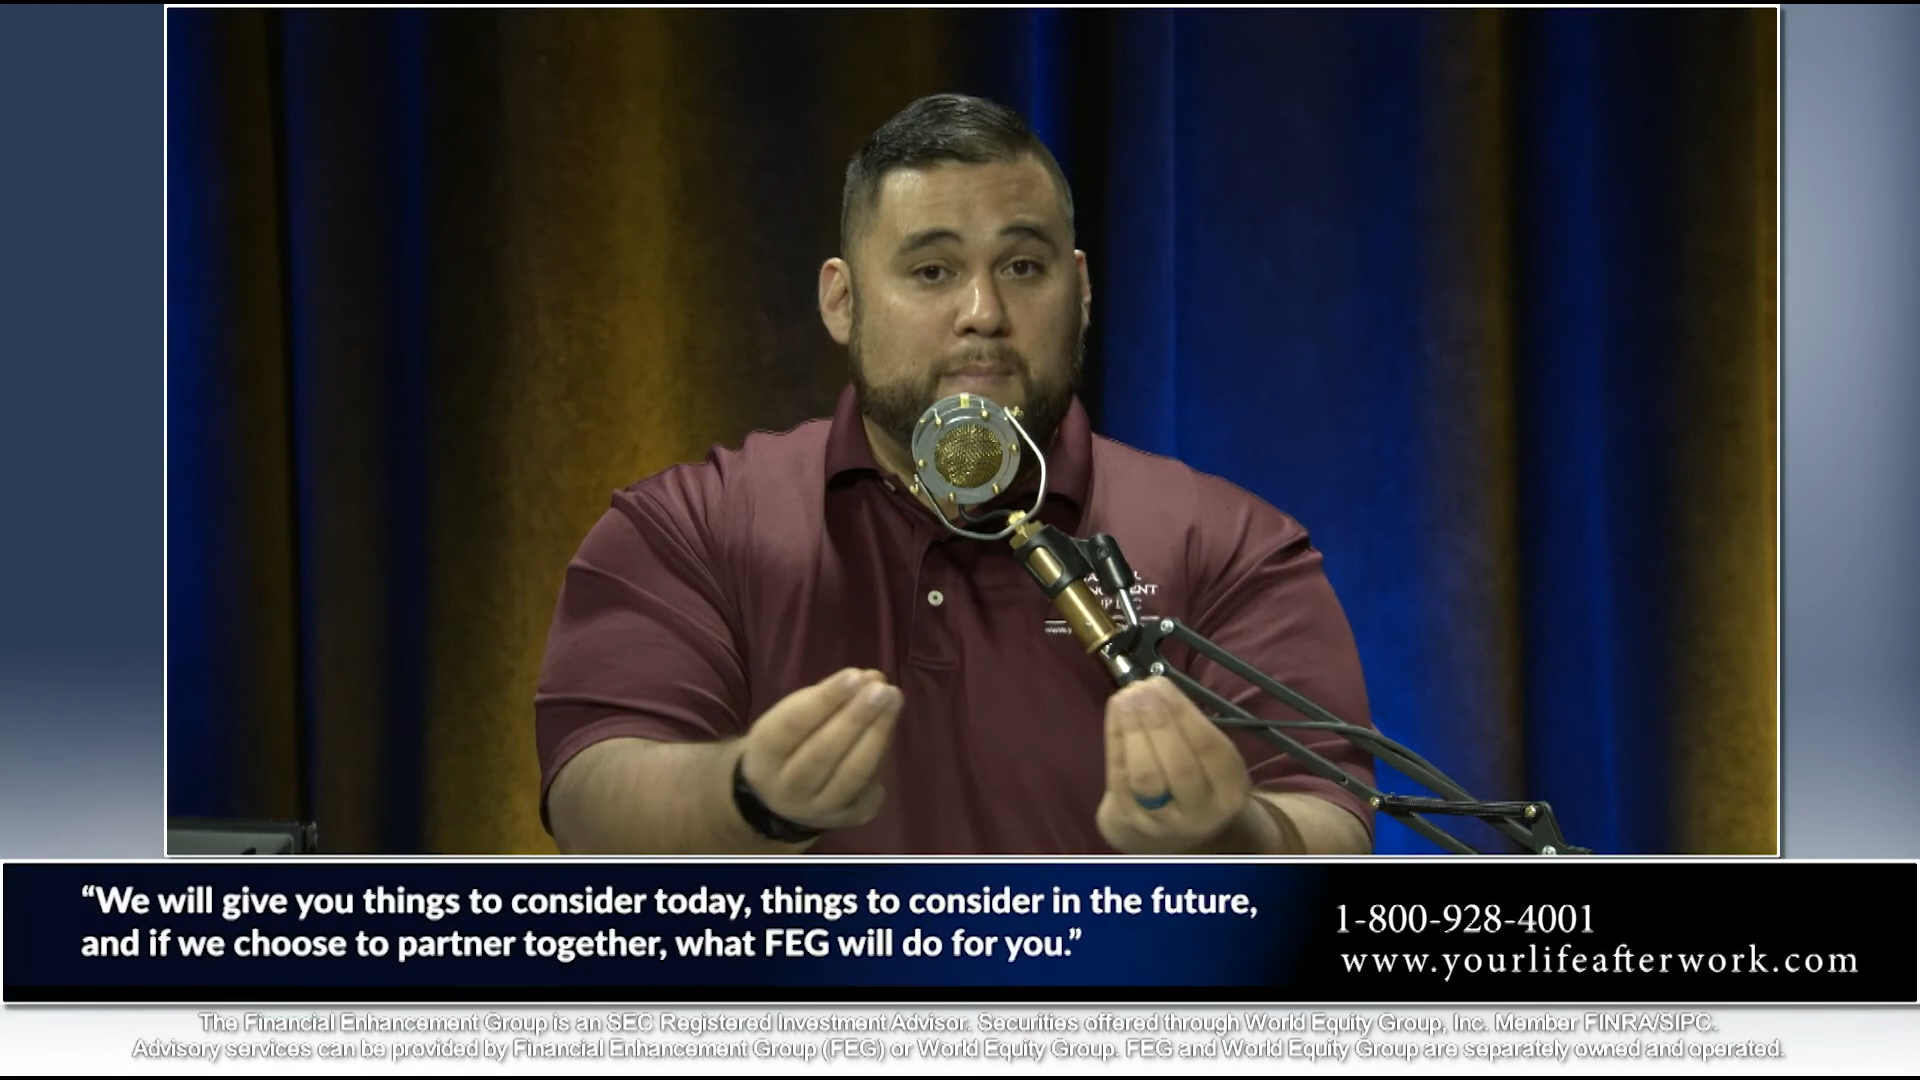 “We will give you things to consider today, things to consider in the future,
and if we choose to partner together, what FEG will do for you.”
1-800-928-4001
www.yourlifeafterwork.com
The Financial Enhancement Group is an SEC Registered Investment Advisor. Securities offered through World Equity Group, Inc. Member FINRA/SIPC.
Advisory services can be provided by Financial Enhancement Group (FEG) or World Equity Group. FEG and World Equity Group are separately owned and operated.